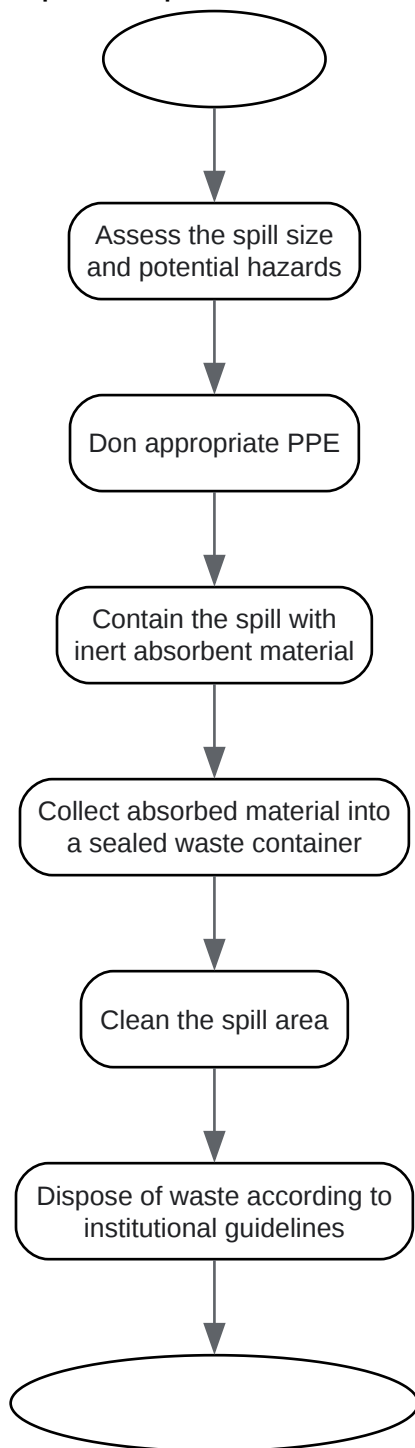 Assess the spill size
and potential hazards
Don appropriate PPE
Contain the spill with
inert absorbent material
Collect absorbed material into
a sealed waste container
Clean the spill area
Dispose of waste according to
institutional guidelines